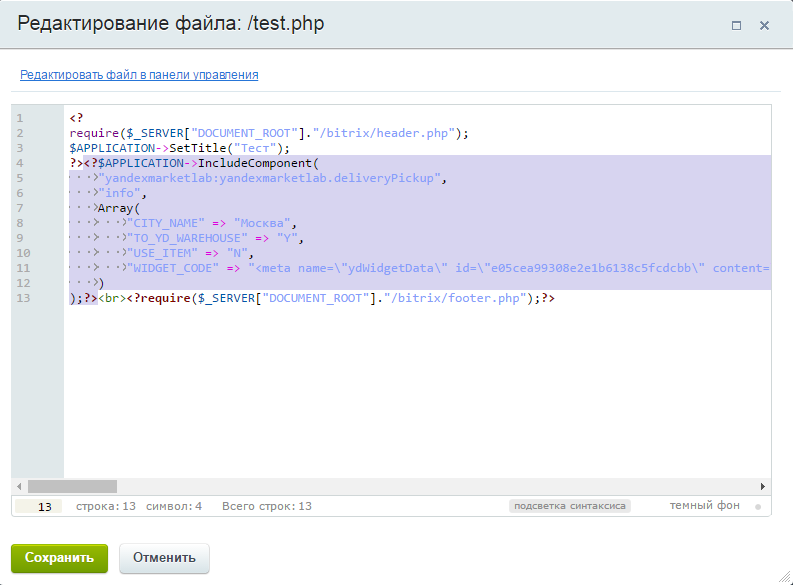 Редактирование файла: /test.php
Редактировать файл в панели управления
1 <?
2 require($_SERVER["DOCUMENT_ROOT"]."/bitrix/header.php");
3 $APPLICATION->SetTitle("Тест");
4 ?><?$APPLICATION->IncludeComponent(
5 "yandexmarketlab:yandexmarketlab.deliveryPickup",
6 "info",
7 Array(
8 "CITY_NAME" => "Москва",
9 "TO_YD_WAREHOUSE" => "Y",
10 "USE_ITEM" => "N",
11 "WIDGET_CODE" => "<meta name=\"ydWidgetData\" id=\"e05cea99308e2e1b6138c5fcdcbb\" content=
12 )
13 );?><br><?require($_SERVER["DOCUMENT_ROOT"]."/bitrix/footer.php");?>
13 строка: 13 символ: 4 Всего строк: 13 подсветка синтаксиса темный фон
Сохранить Отменить